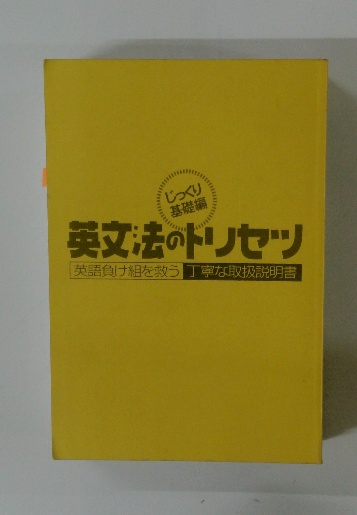 じっくり
基礎編
英文法のトリセツ
英語負け組を救う 丁寧な取扱説明書